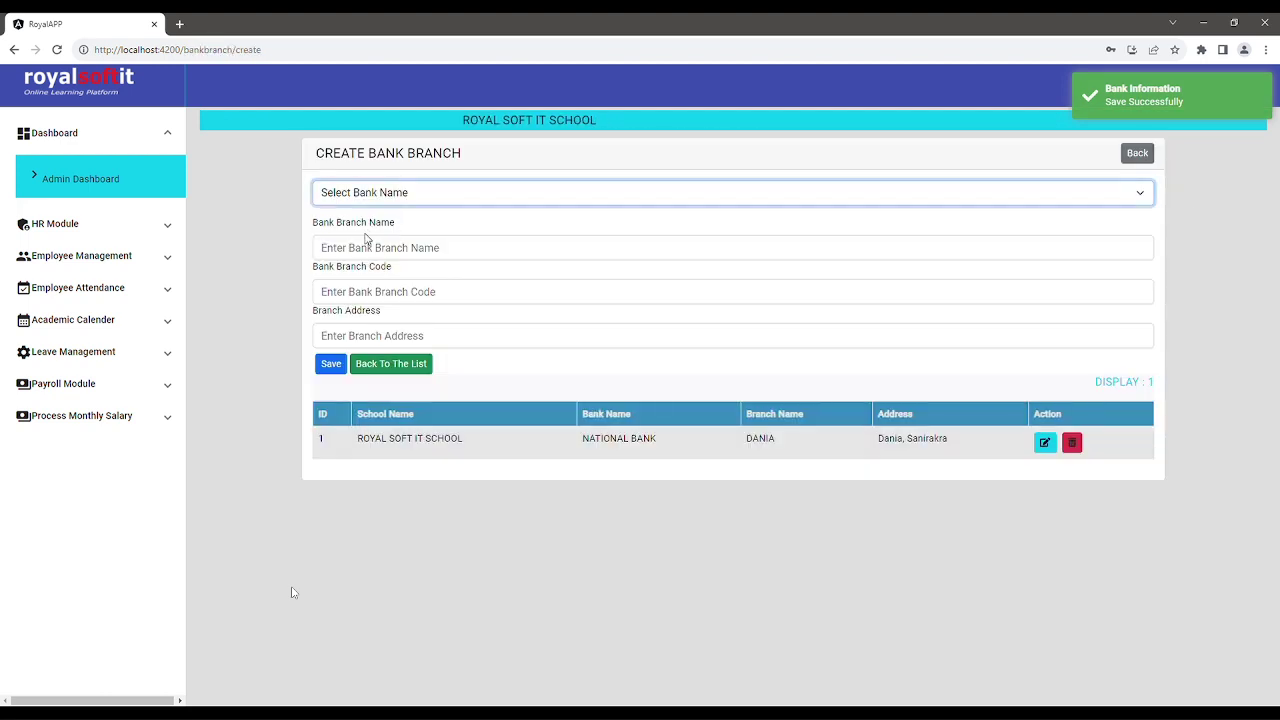 RoyalAPP
http://localhost:4200/bankbranch/create
royalsoftit
Online Learning Platform
Bank Information
Save Successfully
ROYAL SOFT IT SCHOOL
Dashboard
Admin Dashboard
HR Module
Employee Management
Employee Attendance
Academic Calender
Leave Management
Payroll Module
Process Monthly Salary
CREATE BANK BRANCH
Back
Select Bank Name
Bank Branch Name
Enter Bank Branch Name
Bank Branch Code
Enter Bank Branch Code
Branch Address
Enter Branch Address
Save Back To The List
DISPLAY : 1
ID School Name Bank Name Branch Name Address Action
1 ROYAL SOFT IT SCHOOL NATIONAL BANK DANIA Dania, Sanirakra